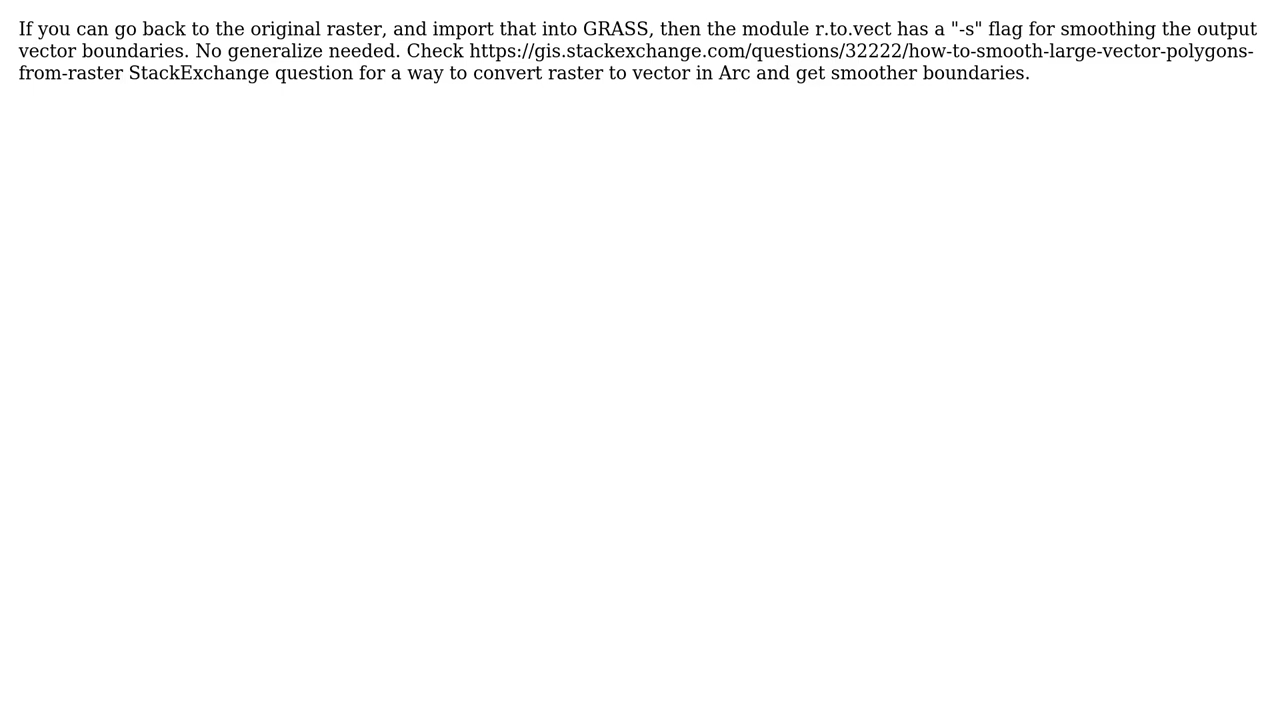 If you can go back to the original raster, and import that into GRASS, then the module r.to.vect has a "-s" flag for smoothing the output
vector boundaries. No generalize needed. Check https://gis.stackexchange.com/questions/32222/how-to-smooth-large-vector-polygons-
from-raster StackExchange question for a way to convert raster to vector in Arc and get smoother boundaries.